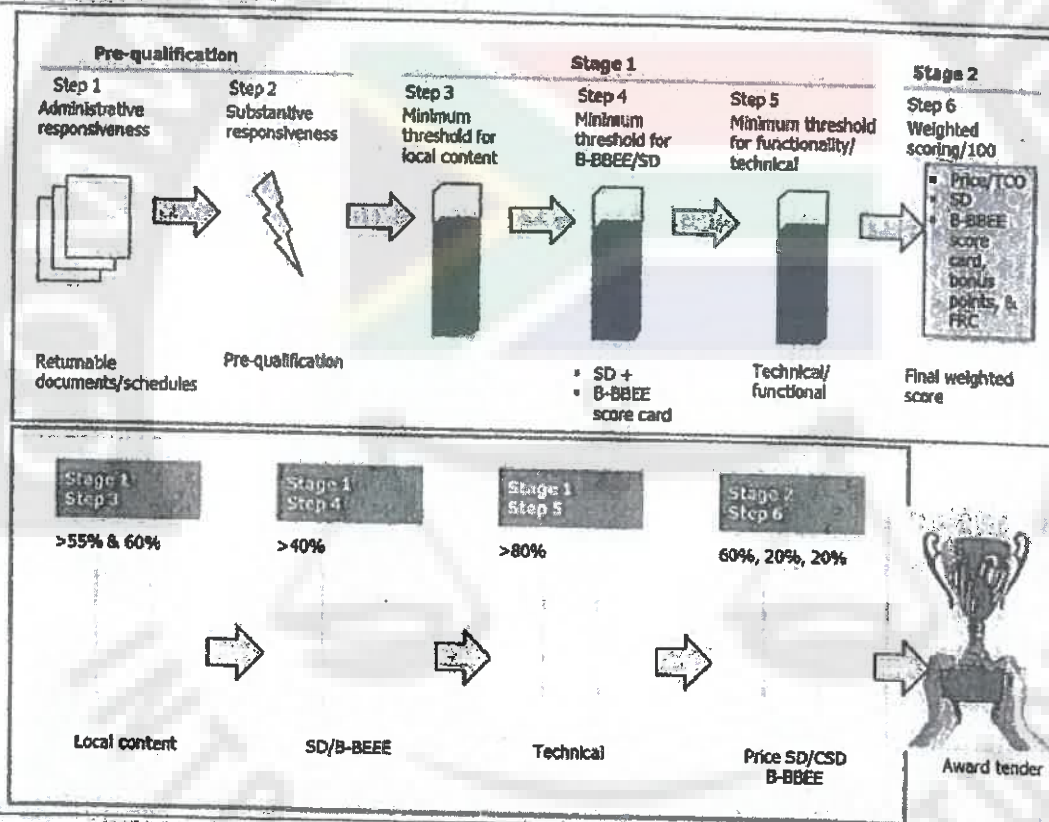 Pre-qualification
Step 1
Administrative
responsiveness
Returnable
documents/schedules
Step 2
Substantive
responsiveness
Pre-qualification
Stage 1
Step 3
Minimum
threshold for
local content
Step 4
Minimum
threshold for
B-BBEE/SD
▪ SD +
▪ B-BBEE
score card
Step 5
Minimum threshold
for functionality/
technical
Technical/
functional
Stage 2
Step 6
Weighted
scoring/100
▪ Price/TCO
▪ SD
▪ B-BBEE
score
card,
bonus
points, &
FRC
Final weighted
score
Stage 1
Step 3
>55% & 60%
Local content
Stage 1
Step 4
>40%
SD/B-BEEE
Stage 1
Step 5
>80%
Technical
Stage 2
Step 6
60%, 20%, 20%
Price SD/CSD
B-BBEE
Award tender